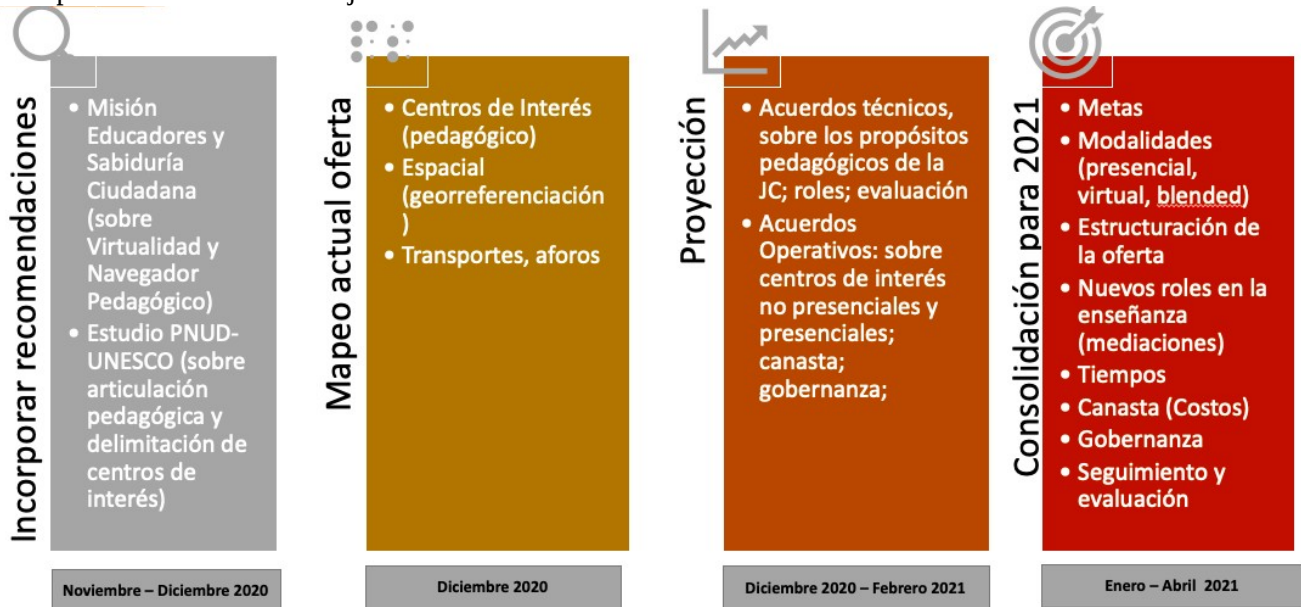 Incorporar recomendaciones
• Misión
Educadores y
Sabiduría
Ciudadana
(sobre
Virtualidad y
Navegador
Pedagógico)
• Estudio PNUD-
UNESCO (sobre
articulación
pedagógica y
delimitación de
centros de
interés)
Noviembre – Diciembre 2020
Mapeo actual oferta
• Centros de Interés
(pedagógico)
• Espacial
(georreferenciación
)
• Transportes, aforos
Diciembre 2020
Proyección
• Acuerdos técnicos,
sobre los propósitos
pedagógicos de la
JC; roles; evaluación
• Acuerdos
Operativos: sobre
centros de interés
no presenciales y
presenciales;
canasta;
gobernanza;
Diciembre 2020 – Febrero 2021
Consolidación para 2021
• Metas
• Modalidades
(presencial,
virtual, blended)
• Estructuración de
la oferta
• Nuevos roles en la
enseñanza
(mediaciones)
• Tiempos
• Canasta (Costos)
• Gobernanza
• Seguimiento y
evaluación
Enero – Abril 2021